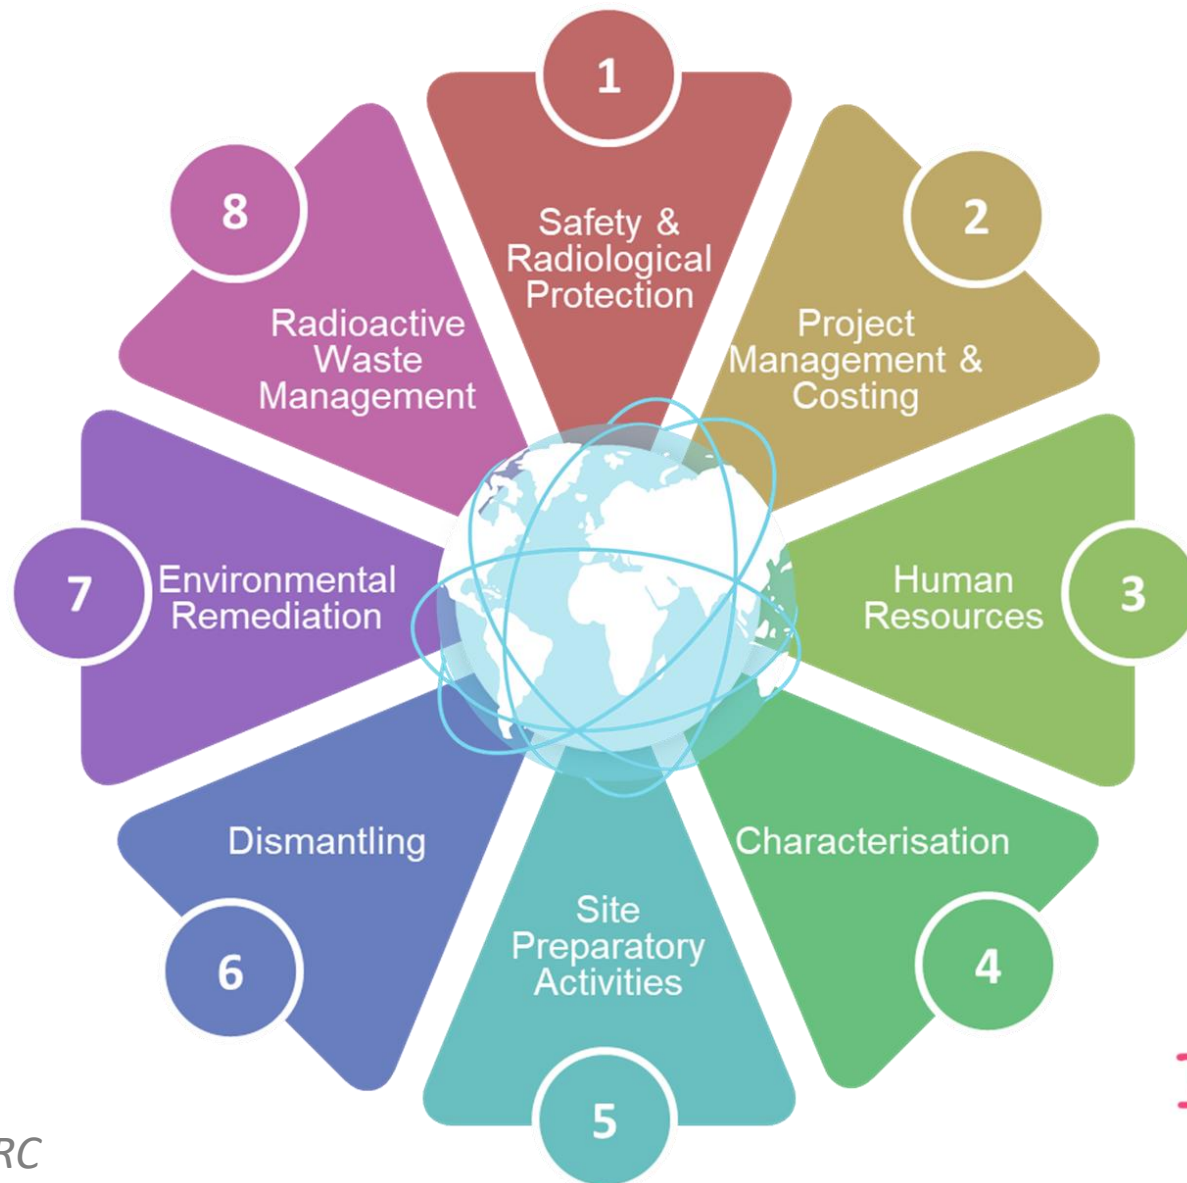 1
Safety &
Radiological
Protection
2
Project
Management &
Costing
3
Human
Resources
4
Characterisation
5
Site
Preparatory
Activities
6
Dismantling
7
Environmental
Remediation
8
Radioactive
Waste
Management
RC